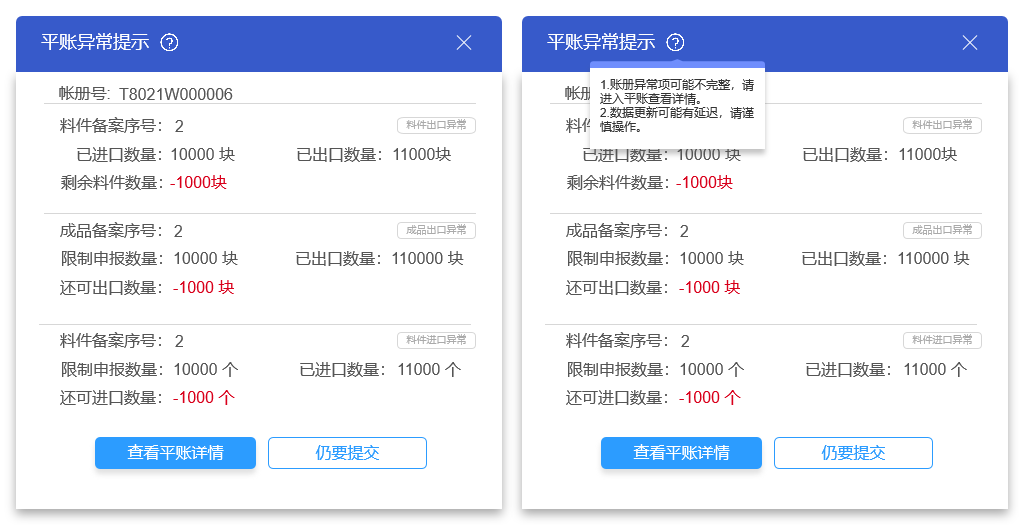 平账异常提示 ?
帐册号: T8021W000006
料件备案序号: 2 料件出口异常
已进口数量: 10000 块 已出口数量: 11000块
剩余料件数量: -1000块
成品备案序号: 2 成品出口异常
限制申报数量: 10000 块 已出口数量: 110000 块
还可出口数量: -1000 块
料件备案序号: 2 料件进口异常
限制申报数量: 10000 个 已进口数量: 11000 个
还可进口数量: -1000 个
查看平账详情 仍要提交
平账异常提示 ?
1.账册异常项可能不完整，请
进入平账查看详情。
2.数据更新可能有延迟，请谨
慎操作。
帐册
料件 料件出口异常
已进口数量: 10000 块 已出口数量: 11000块
剩余料件数量: -1000块
成品备案序号: 2 成品出口异常
限制申报数量: 10000 块 已出口数量: 110000 块
还可出口数量: -1000 块
料件备案序号: 2 料件进口异常
限制申报数量: 10000 个 已进口数量: 11000 个
还可进口数量: -1000 个
查看平账详情 仍要提交